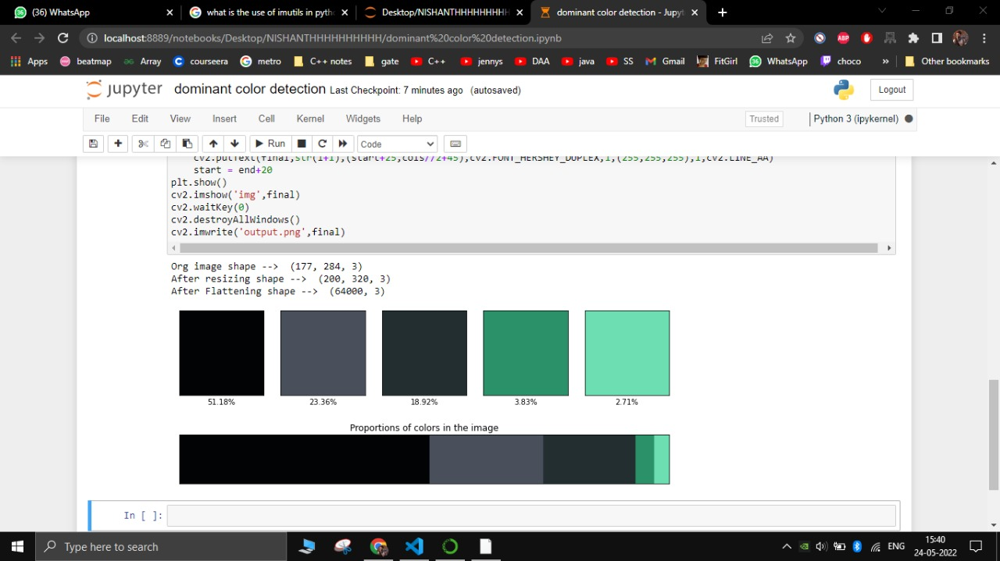 (36) WhatsApp
what is the use of imutils in pyth
Desktop/NISHANTHHHHHHHHH
dominant color detection - Jupyt
localhost:8889/notebooks/Desktop/NISHANTHHHHHHHHHHH/dominant%20color%20detection.ipynb
ABP
Apps
beatmap
Array
courseera
metro
C++ notes
gate
C++
jennys
DAA
java
SS
Gmail
FitGirl
WhatsApp
choco
»
Other bookmarks
jupyter dominant color detection Last Checkpoint: 7 minutes ago (autosaved)
Logout
File Edit View Insert Cell Kernel Widgets Help
Trusted
Python 3 (ipykernel)
Run
Code
cv2.putText(final,str(i+1),(start+25,cols//2+45),cv2.FONT_HERSHEY_DUPLEX,1,(255,255,255),1,cv2.LINE_AA)
start = end+20
plt.show()
cv2.imshow('img',final)
cv2.waitKey(0)
cv2.destroyAllWindows()
cv2.imwrite('output.png',final)
Org image shape --> (177, 284, 3)
After resizing shape --> (200, 320, 3)
After Flattening shape --> (64000, 3)
51.18% 23.36% 18.92% 3.83% 2.71%
Proportions of colors in the image
In [ ]:
Type here to search
ENG
15:40
24-05-2022